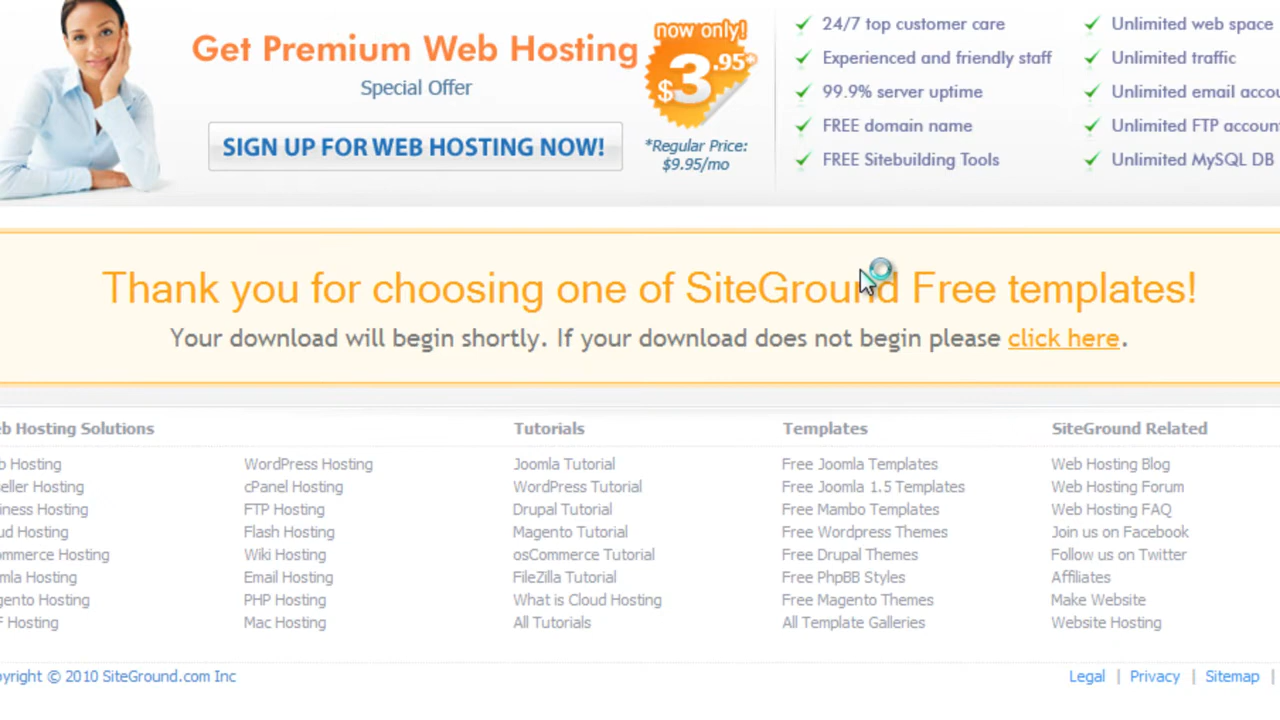 Get Premium Web Hosting
Special Offer
SIGN UP FOR WEB HOSTING NOW!
now only!
$3.95*
*Regular Price:
$9.95/mo
24/7 top customer care
Experienced and friendly staff
99.9% server uptime
FREE domain name
FREE Sitebuilding Tools
Unlimited web space
Unlimited traffic
Unlimited email accou
Unlimited FTP accoun
Unlimited MySQL DB
Thank you for choosing one of SiteGround Free templates!
Your download will begin shortly. If your download does not begin please click here.
b Hosting Solutions
b Hosting
eller Hosting
iness Hosting
ud Hosting
ommerce Hosting
mla Hosting
gento Hosting
F Hosting
WordPress Hosting
cPanel Hosting
FTP Hosting
Flash Hosting
Wiki Hosting
Email Hosting
PHP Hosting
Mac Hosting
Tutorials
Joomla Tutorial
WordPress Tutorial
Drupal Tutorial
Magento Tutorial
osCommerce Tutorial
FileZilla Tutorial
What is Cloud Hosting
All Tutorials
Templates
Free Joomla Templates
Free Joomla 1.5 Templates
Free Mambo Templates
Free Wordpress Themes
Free Drupal Themes
Free PhpBB Styles
Free Magento Themes
All Template Galleries
SiteGround Related
Web Hosting Blog
Web Hosting Forum
Web Hosting FAQ
Join us on Facebook
Follow us on Twitter
Affiliates
Make Website
Website Hosting
pyright © 2010 SiteGround.com Inc
Legal | Privacy | Sitemap |